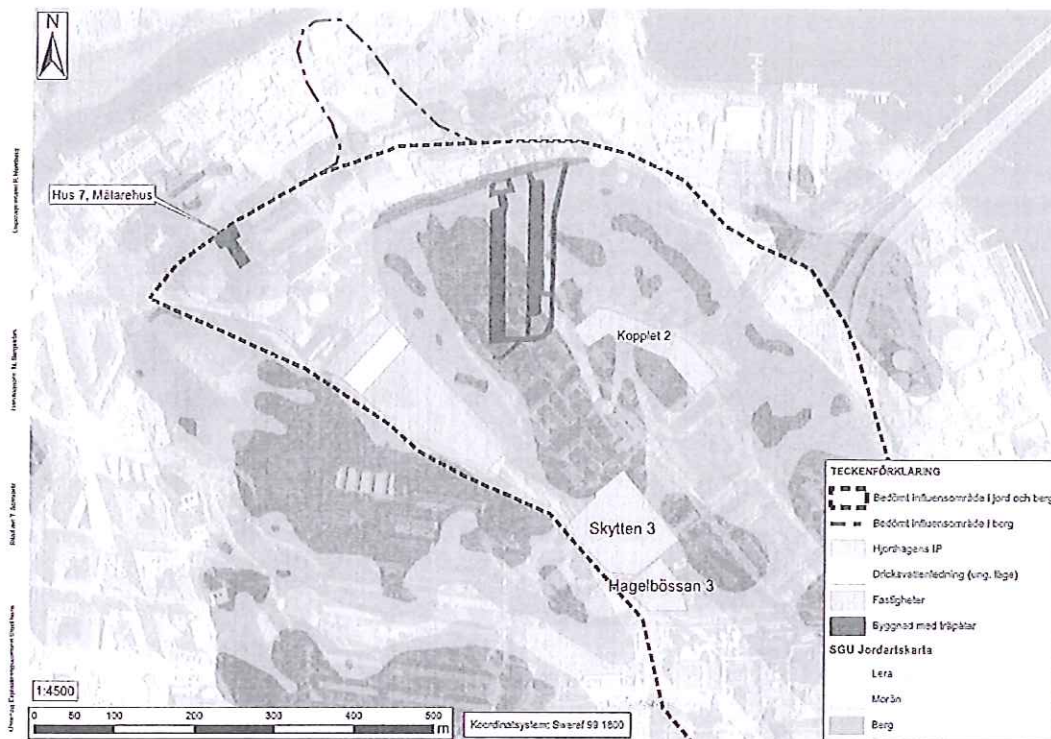 N
Hus 7, Mätarehus
Kopplet 2
Skytten 3
Hagelbössan 3
TECKENFÖRKLARING
Bedömt influensområde i jord och berg
Bedömt influensområde i berg
Hjorthagens IP
Dricksvattenledning (ung. läge)
Fastigheter
Byggnad med träpålar
SGU Jordartskarta
Lera
Morän
Berg
1:4500
0 50 100 200 300 400 500
m
Koordinatsystem: Sweref 99 1800